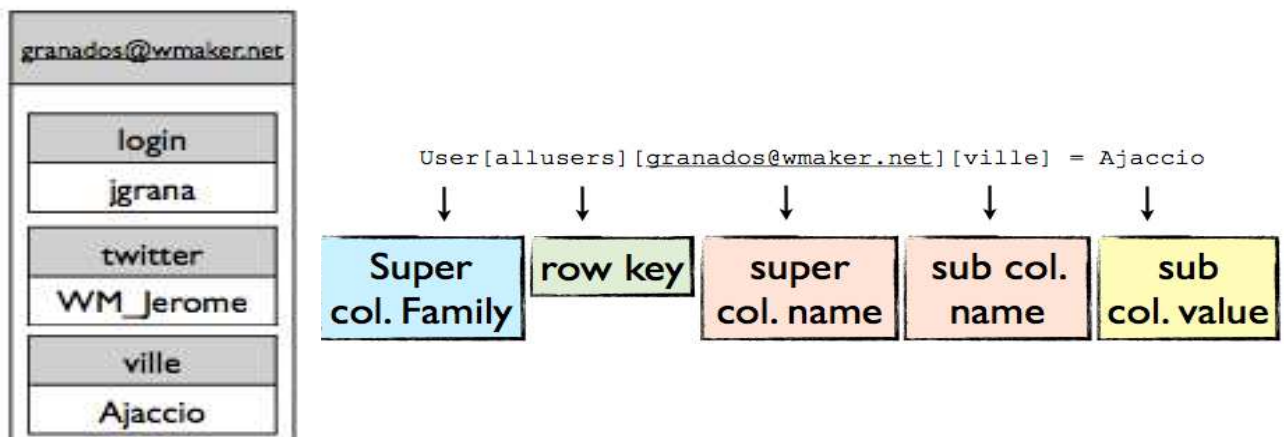 granados@wmaker.net
login
jgrana
twitter
WM_Jerome
ville
Ajaccio
User[allusers][granados@wmaker.net][ville] = Ajaccio
Super
col. Family
row key
super
col. name
sub col.
name
sub
col. value